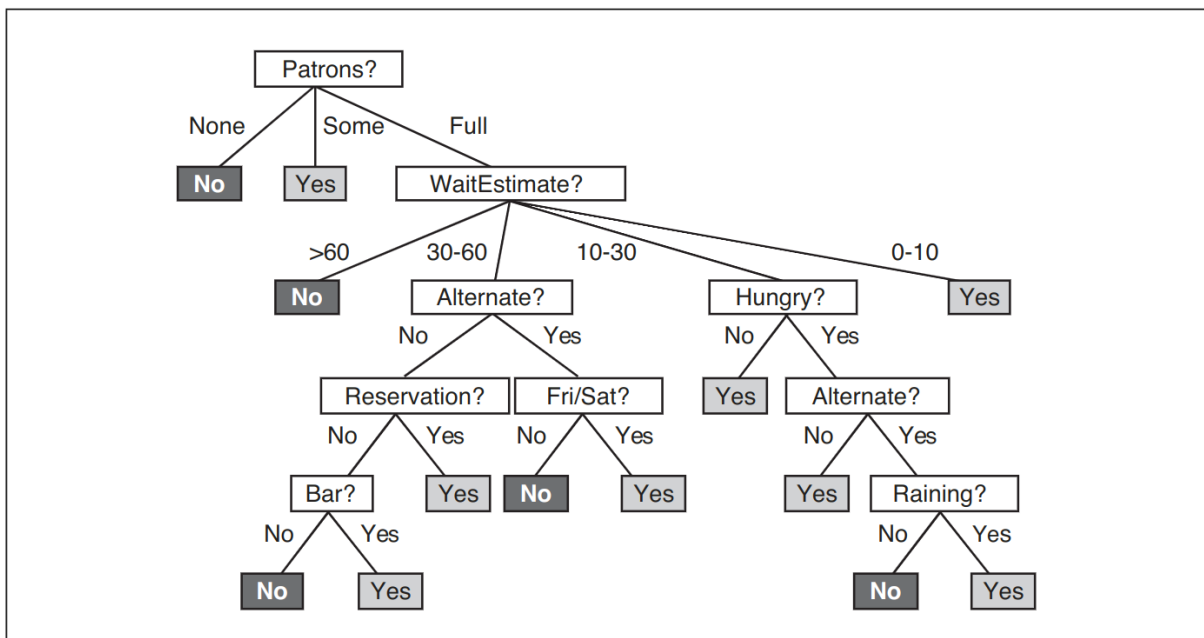 Patrons?
None Some Full
No Yes WaitEstimate?
>60 30-60 10-30 0-10
No Alternate? Hungry? Yes
No Yes No Yes
Reservation? Fri/Sat? Yes Alternate?
No Yes No Yes No Yes
Bar? Yes No Yes Yes Raining?
No Yes No Yes
No Yes No Yes